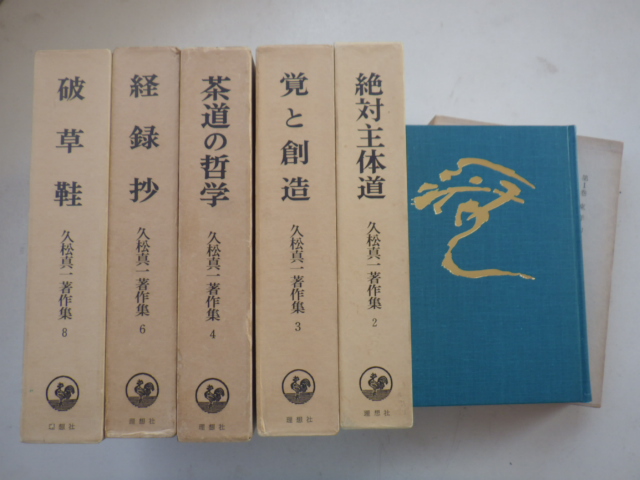 絶対主体道
久松真一著作集 2
理想社
覚と創造
久松真一著作集 3
理想社
茶道の哲学
久松真一著作集 4
理想社
経録抄
久松真一著作集 6
理想社
破草鞋
久松真一著作集 8
理想社